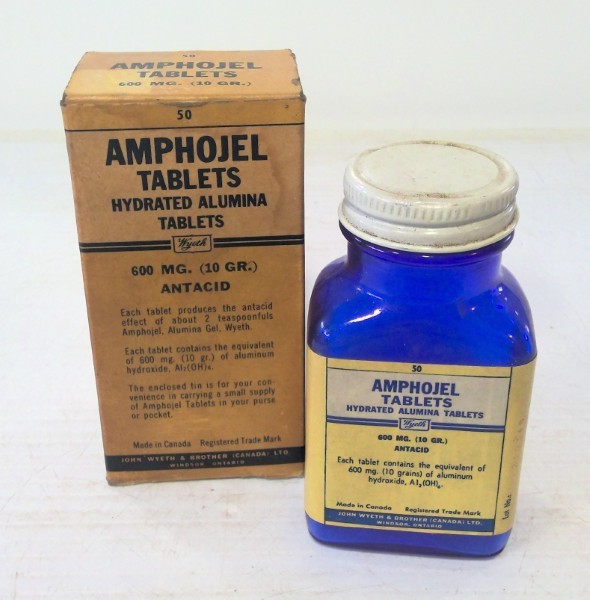 50
AMPHOJEL
TABLETS
600 MG. (10 GR.)
50
AMPHOJEL
TABLETS
HYDRATED ALUMINA
TABLETS
Wyeth
600 MG. (10 GR.)
ANTACID
Each tablet produces the antacid
effect of about 2 teaspoonfuls
Amphojel, Alumina Gel, Wyeth.
Each tablet contains the equivalent
of 600 mg. (10 gr.) of aluminum
hydroxide, Al₂(OH)₆.
The enclosed tin is for your con-
venience in carrying a small supply
of Amphojel Tablets in your purse
or pocket.
Made in Canada Registered Trade Mark
JOHN WYETH & BROTHER (CANADA) LTD.
WINDSOR, ONTARIO
50
AMPHOJEL
TABLETS
HYDRATED ALUMINA TABLETS
Wyeth
600 MG. (10 GR.)
ANTACID
Each tablet contains the equivalent of
600 mg. (10 grains) of aluminum
hydroxide, Al₂(OH)₆.
Made in Canada Registered Trade Mark
JOHN WYETH & BROTHER (CANADA) LTD.
WINDSOR, ONTARIO
Lot No.: